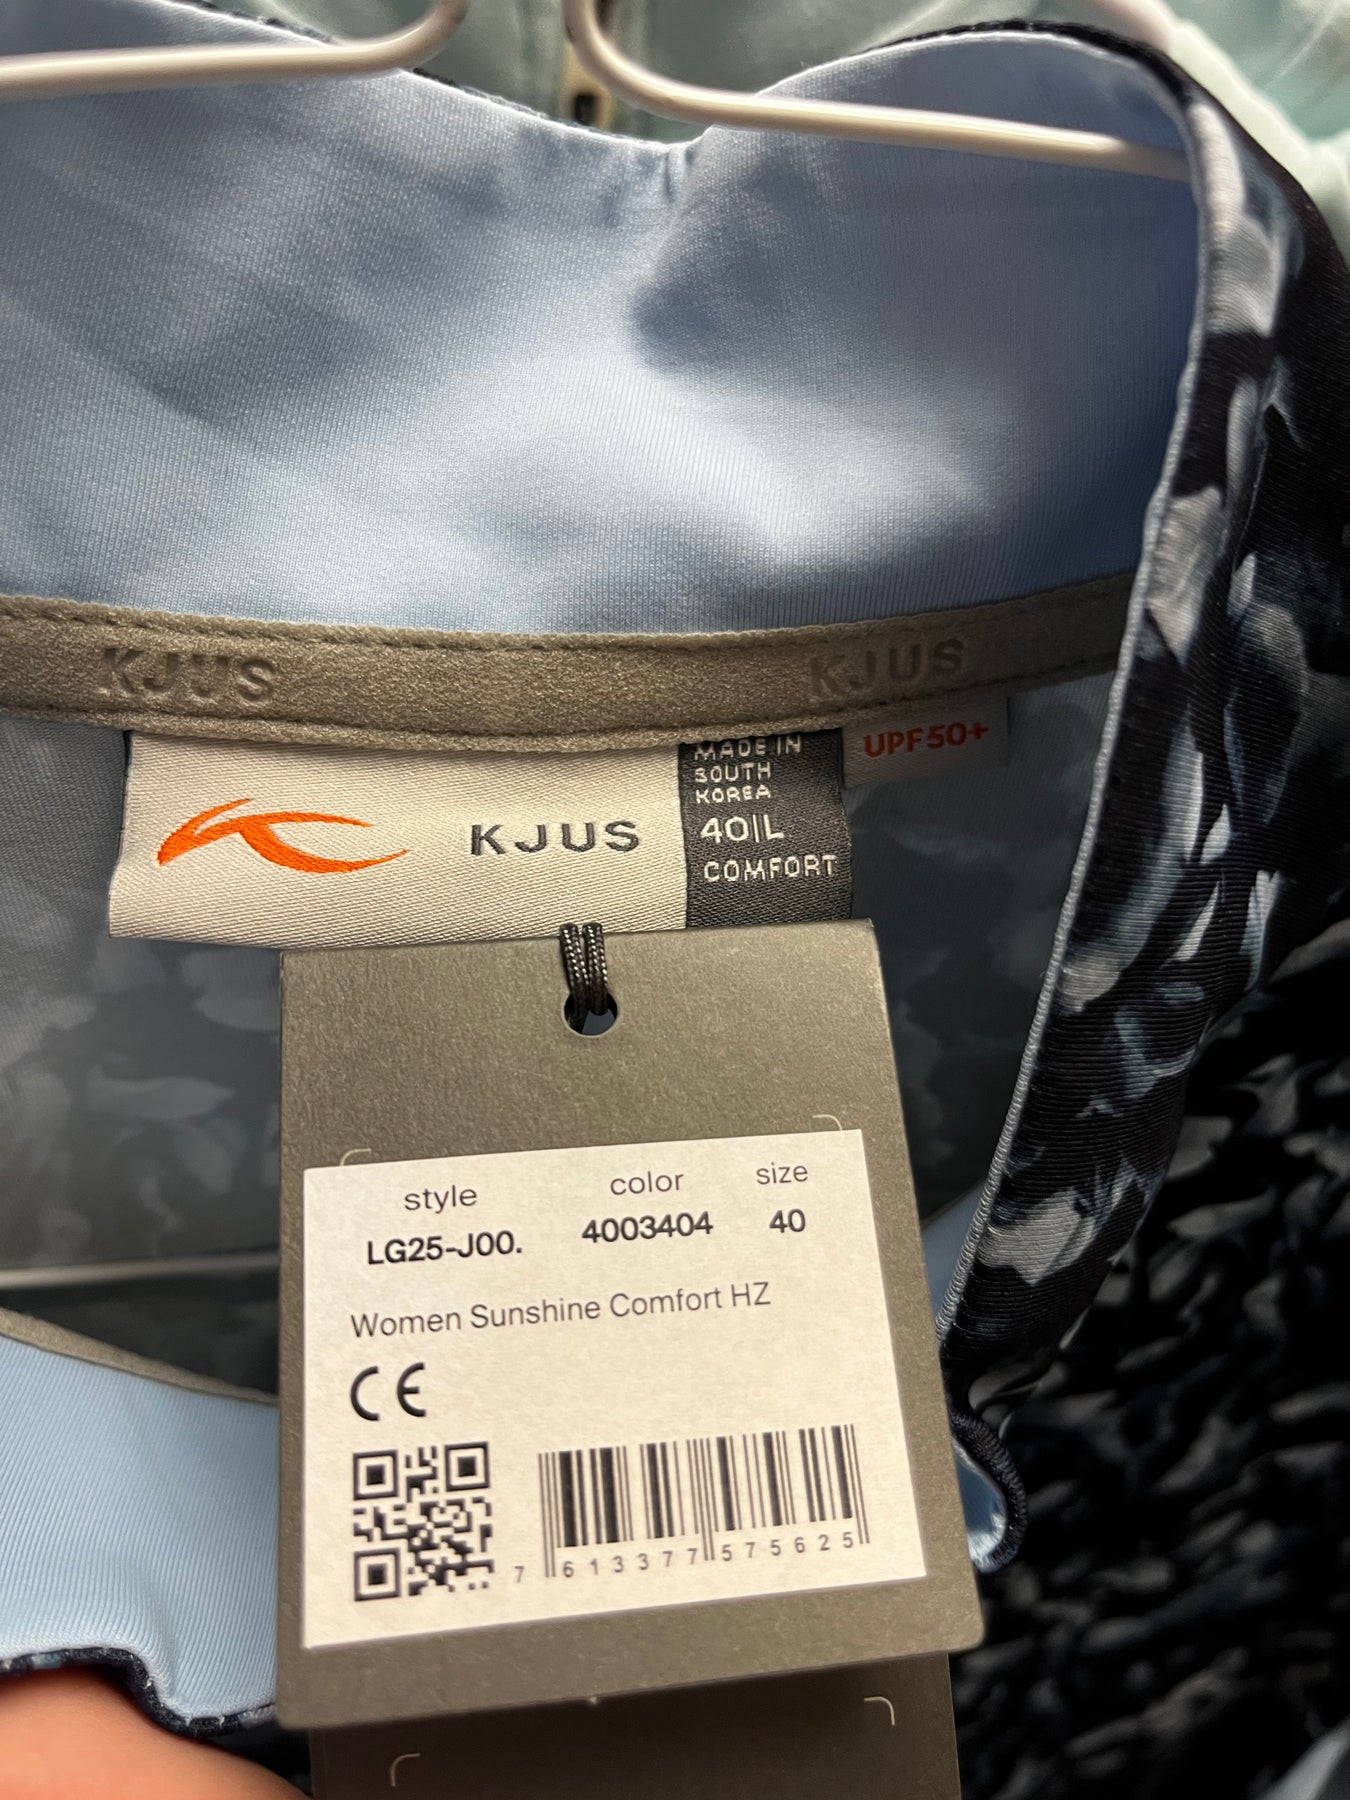 KJUS KJUS
KJUS
MADE IN
SOUTH
KOREA
40|L
COMFORT
UPF50+
style color size
LG25-J00. 4003404 40
Women Sunshine Comfort HZ
CE
7 613377 575625